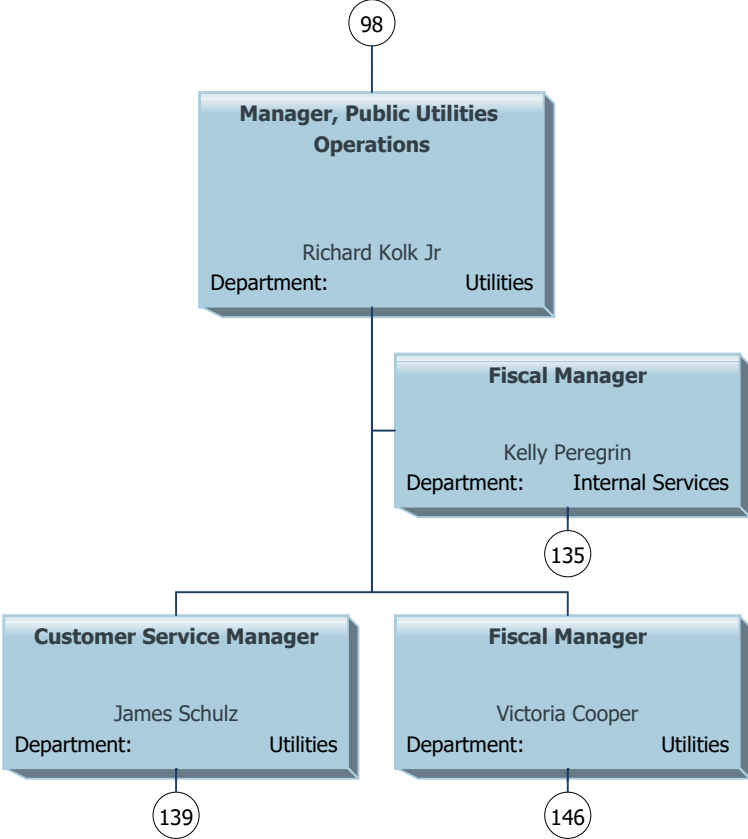 98
Manager, Public Utilities
Operations
Richard Kolk Jr
Department: Utilities
Fiscal Manager
Kelly Peregrin
Department: Internal Services
135
Customer Service Manager
James Schulz
Department: Utilities
139
Fiscal Manager
Victoria Cooper
Department: Utilities
146